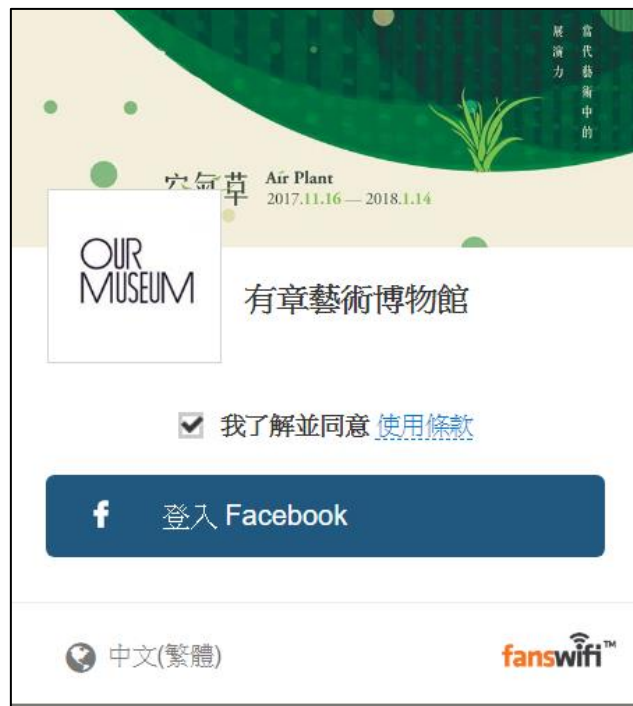 當代藝術中的
展演力
空氣草 Air Plant
2017.11.16 — 2018.1.14
OUR
MUSEUM
有章藝術博物館
我了解並同意 使用條款
f 登入 Facebook
中文(繁體)
fanswifi™